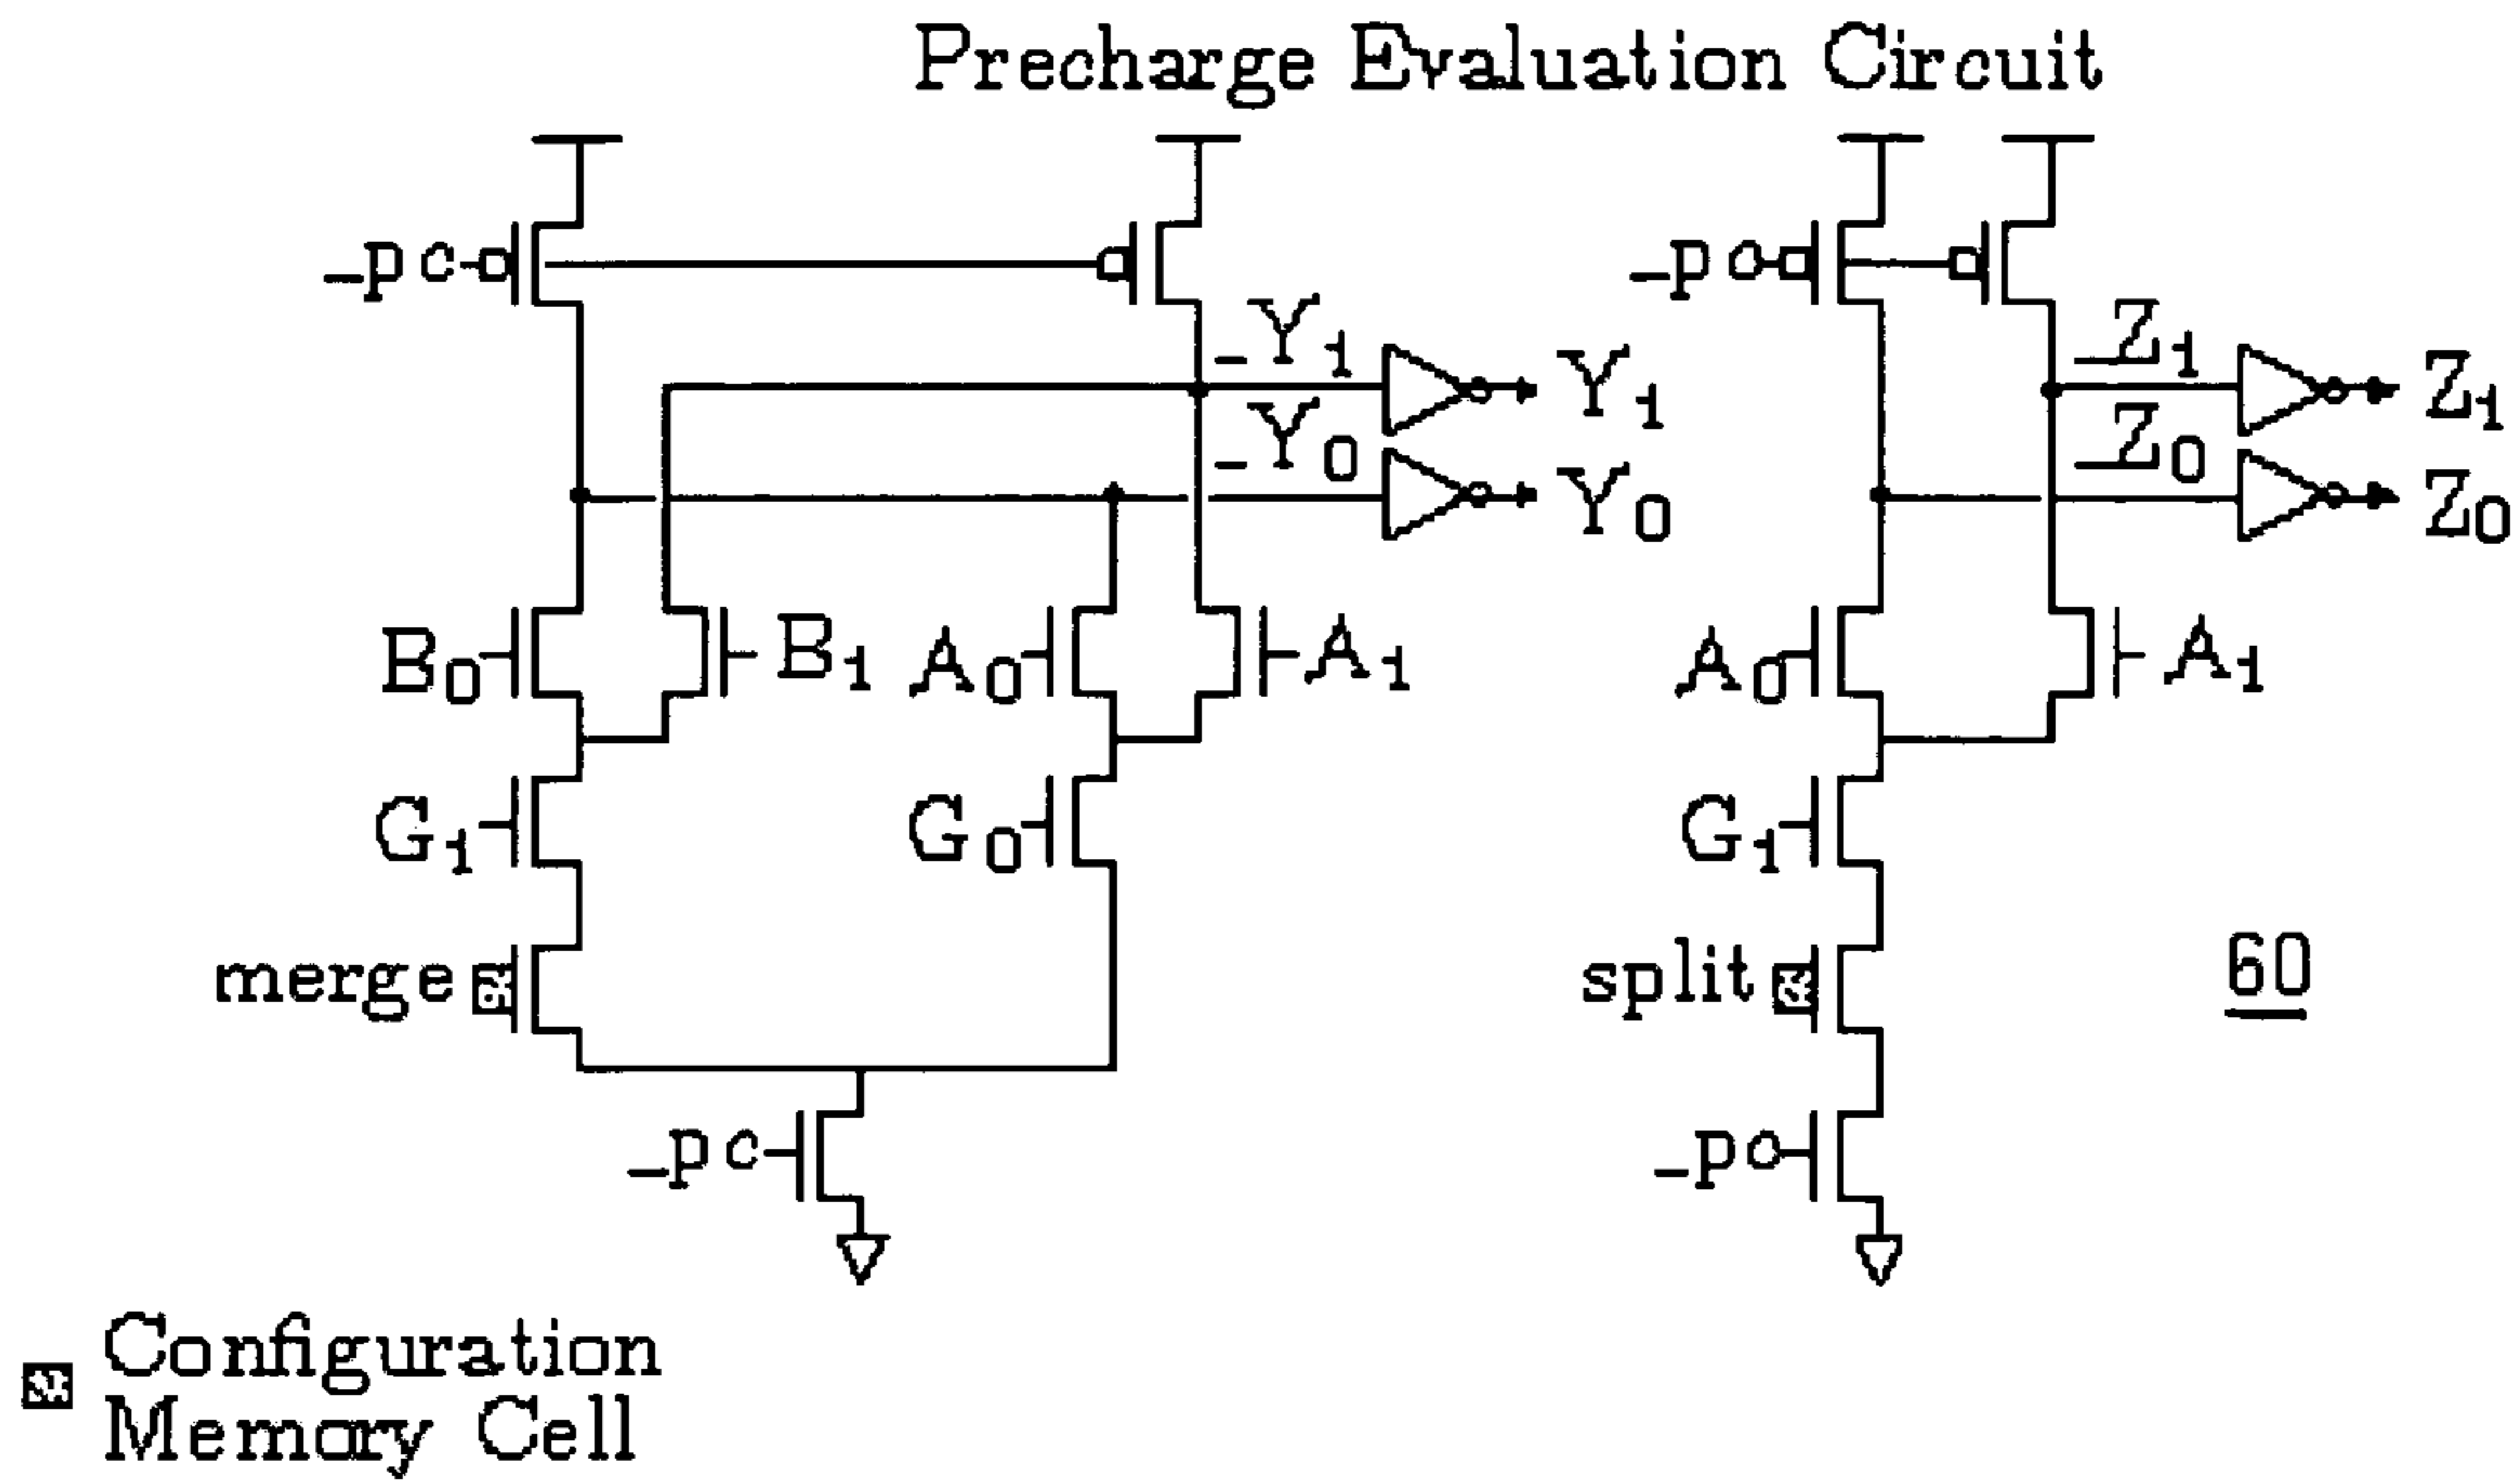 Precharge Evaluation Circuit
_pc
_pc
_Y1
Y1
_Y0
Y0
_Z1
Z1
_Z0
Z0
B0
B1
A0
A1
A0
A1
G1
G0
G1
merge
split
60
_pc
_pc
Configuration
Memory Cell